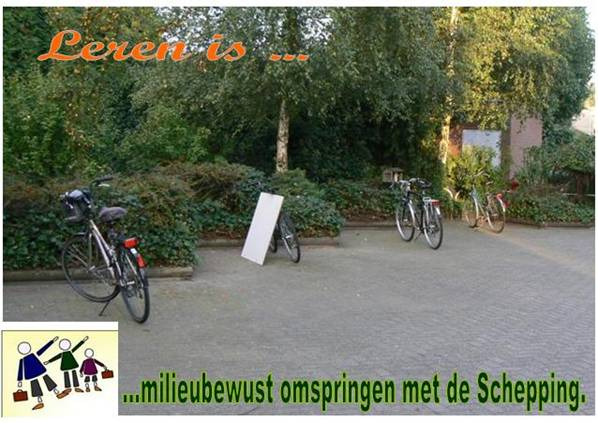 Leren is ...
...milieubewust omspringen met de Schepping.